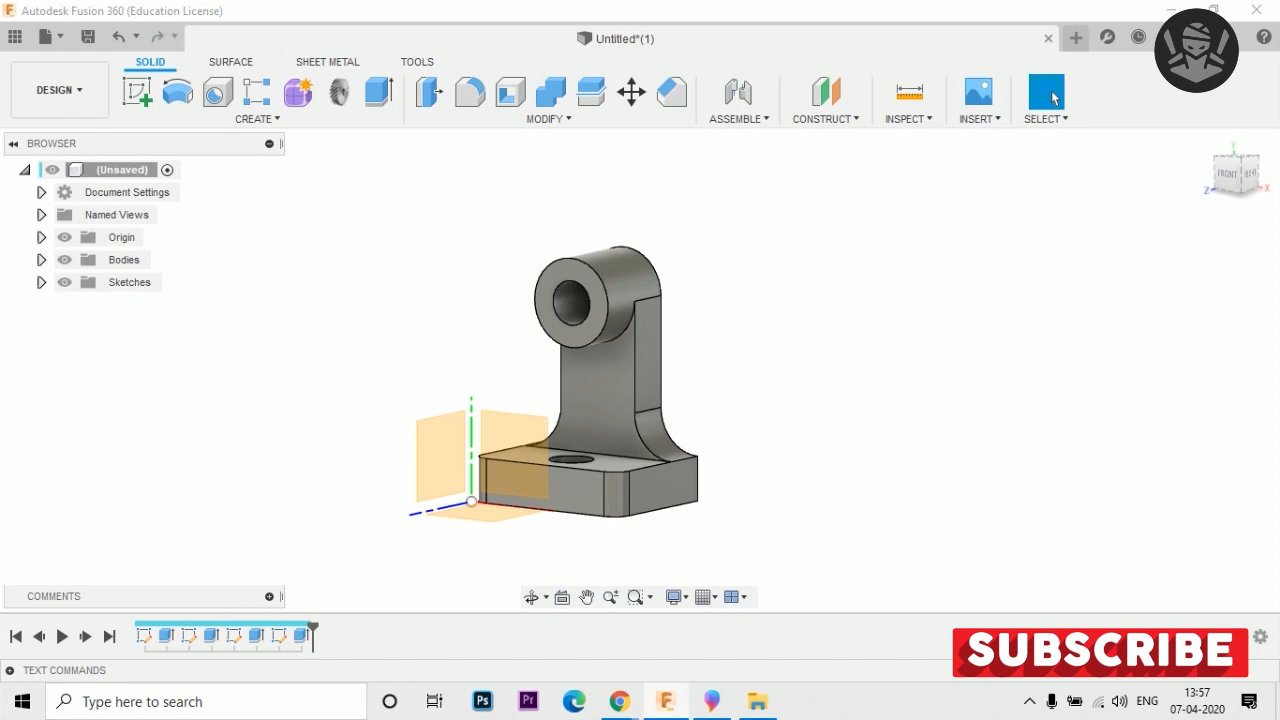 Autodesk Fusion 360 (Education License)
Untitled*(1)
SOLID SURFACE SHEET METAL TOOLS
DESIGN
CREATE MODIFY ASSEMBLE CONSTRUCT INSPECT INSERT SELECT
BROWSER
(Unsaved)
Document Settings
Named Views
Origin
Bodies
Sketches
FRONT
Y
Z
X
COMMENTS
SUBSCRIBE
TEXT COMMANDS
Type here to search
Ps
Pr
F
ENG
13:57
07-04-2020